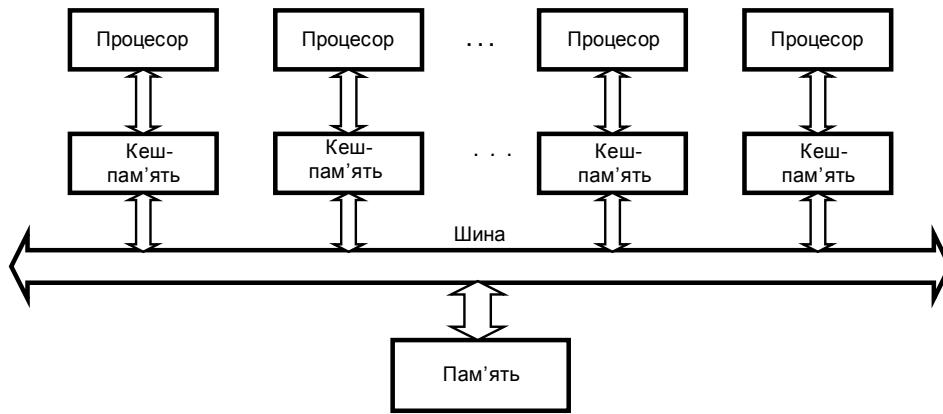 Процесор
Процесор
. . .
Процесор
Процесор
Кеш-
пам’ять
Кеш-
пам’ять
. . .
Кеш-
пам’ять
Кеш-
пам’ять
Шина
Пам’ять